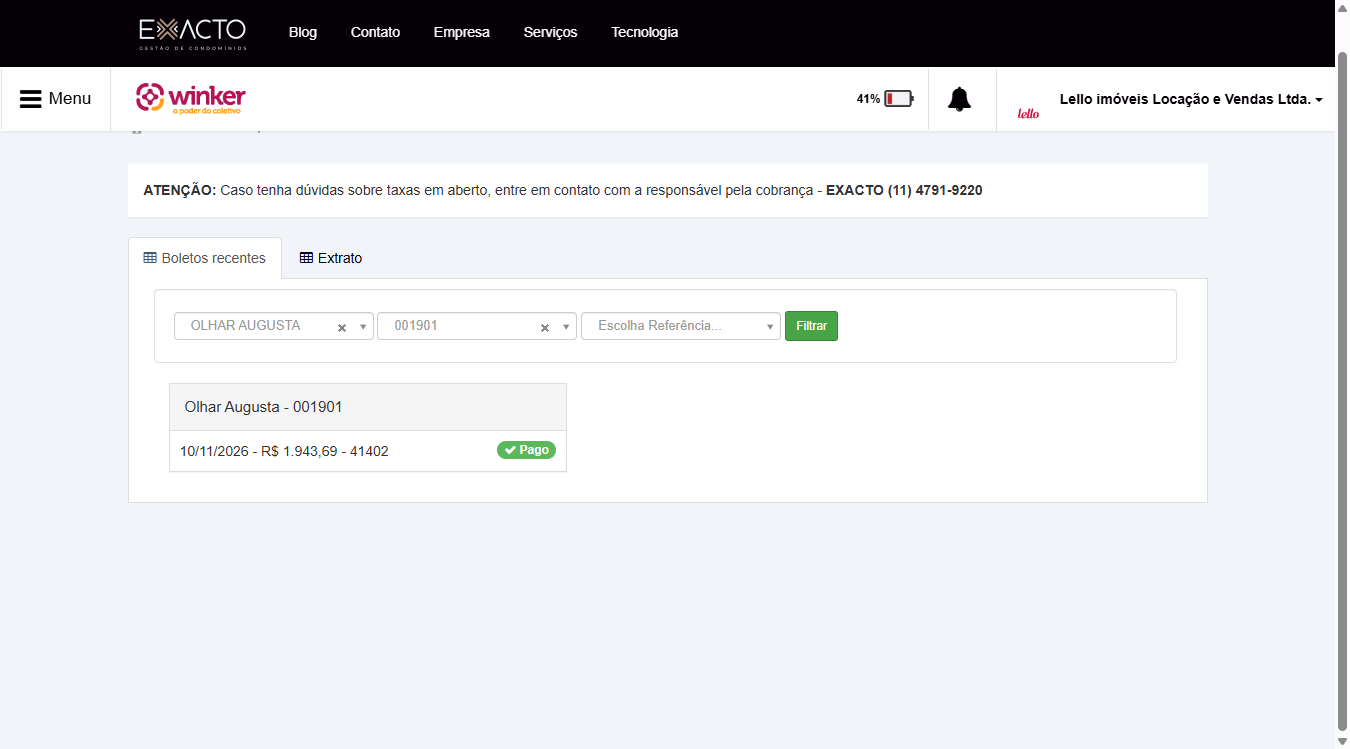 EXACTO
GESTÃO DE CONDOMÍNIOS
Blog
Contato
Empresa
Serviços
Tecnologia
Menu
winker
o poder do coletivo
41%
lello
Lello imóveis Locação e Vendas Ltda.
ATENÇÃO: Caso tenha dúvidas sobre taxas em aberto, entre em contato com a responsável pela cobrança - EXACTO (11) 4791-9220
Boletos recentes
Extrato
OLHAR AUGUSTA
001901
Escolha Referência...
Filtrar
Olhar Augusta - 001901
10/11/2026 - R$ 1.943,69 - 41402
Pago